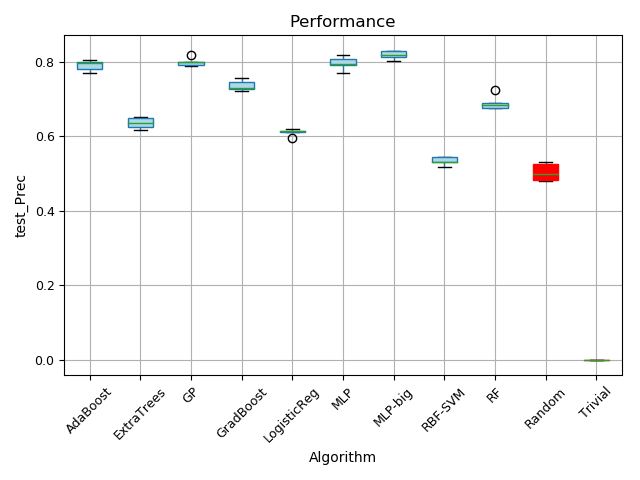 Performance
test_Prec
0.8
0.6
0.4
0.2
0.0
AdaBoost
ExtraTrees
GP
GradBoost
LogisticReg
MLP
MLP-big
RBF-SVM
RF
Random
Trivial
Algorithm